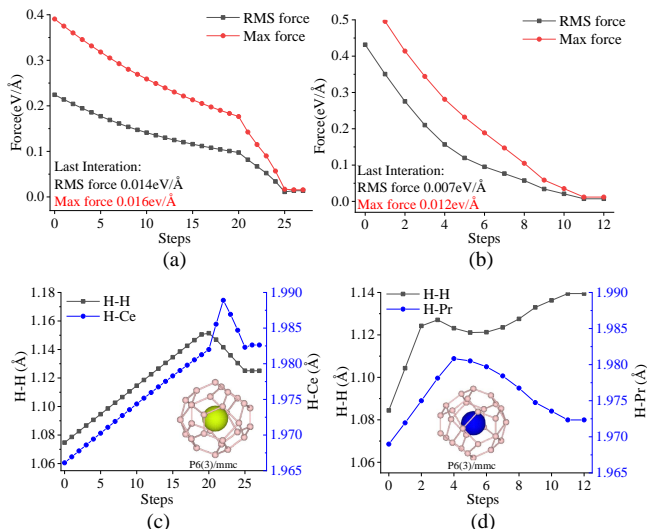 (a)
0.4
0.3
0.2
0.1
0.0
Force(eV/Å)
RMS force
Max force
Last Interation:
RMS force 0.014eV/Å
Max force 0.016ev/Å
0 5 10 15 20 25
Steps
(a)
(b)
0.5
0.4
0.3
0.2
0.1
0.0
Force(eV/Å)
RMS force
Max force
Last Interation:
RMS force 0.007eV/Å
Max force 0.012ev/Å
0 2 4 6 8 10 12
Steps
(b)
(c)
1.18
1.16
1.14
1.12
1.10
1.08
1.06
H-H (Å)
H-H
H-Ce
P6(3)/mmc
1.990
1.985
1.980
1.975
1.970
1.965
H-Ce (Å)
0 5 10 15 20 25
Steps
(c)
(d)
1.14
1.12
1.10
1.08
1.06
H-H (Å)
H-H
H-Pr
P6(3)/mmc
1.990
1.985
1.980
1.975
1.970
1.965
H-Pr (Å)
0 2 4 6 8 10 12
Steps
(d)